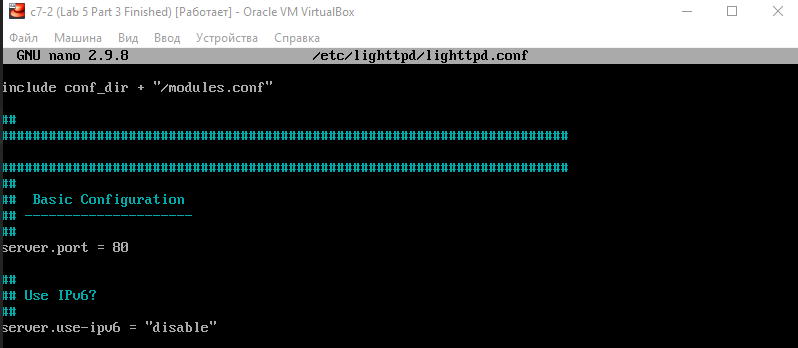 c7-2 (Lab 5 Part 3 Finished) [Работает] - Oracle VM VirtualBox
Файл Машина Вид Ввод Устройства Справка
GNU nano 2.9.8 /etc/lighttpd/lighttpd.conf
include conf_dir + "/modules.conf"
##
#######################################################################
#######################################################################
##
## Basic Configuration
## ---------------------
##
server.port = 80
##
## Use IPv6?
##
server.use-ipv6 = "disable"